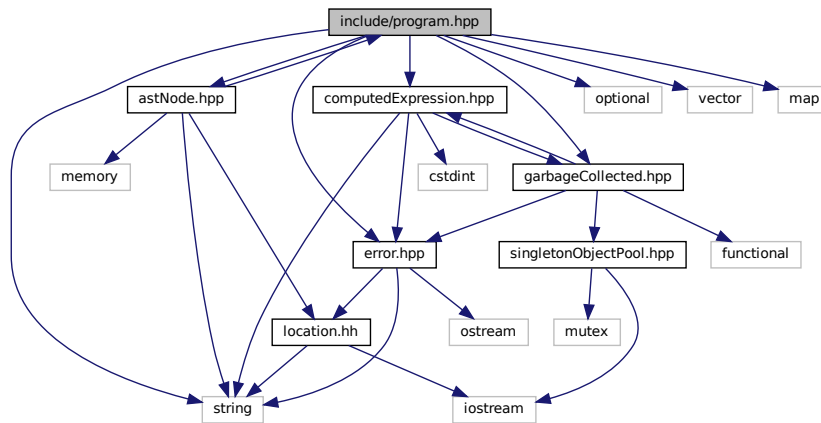 include/program.hpp
astNode.hpp
computedExpression.hpp
optional
vector
map
memory
cstdint
garbageCollected.hpp
error.hpp
singletonObjectPool.hpp
functional
location.hh
ostream
mutex
string
iostream